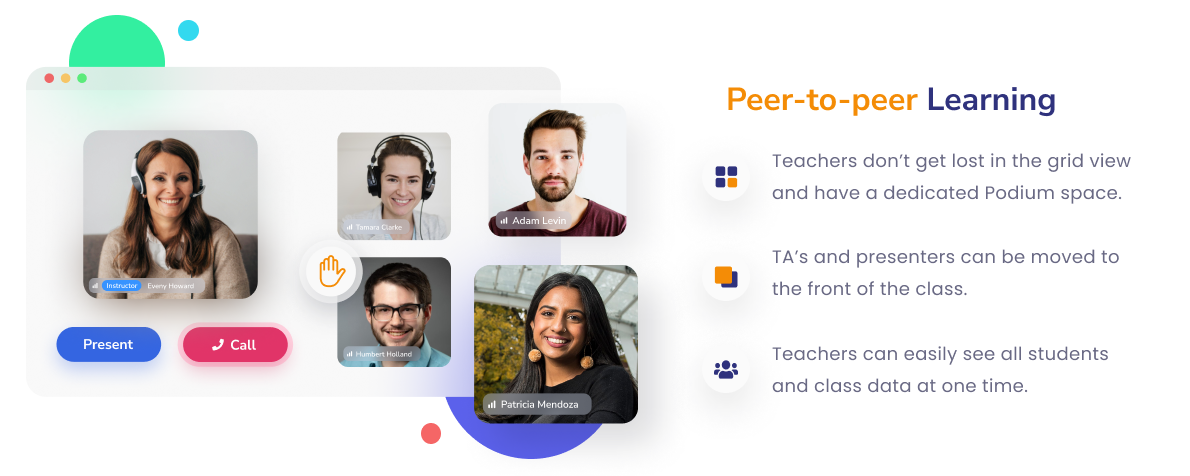 Peer-to-peer Learning
Teachers don't get lost in the grid view
and have a dedicated Podium space.
TA's and presenters can be moved to
the front of the class.
Teachers can easily see all students
and class data at one time.
Instructor Eveny Howard
Present
Call
Tamara Clarke
Adam Levin
Humbert Holland
Patricia Mendoza